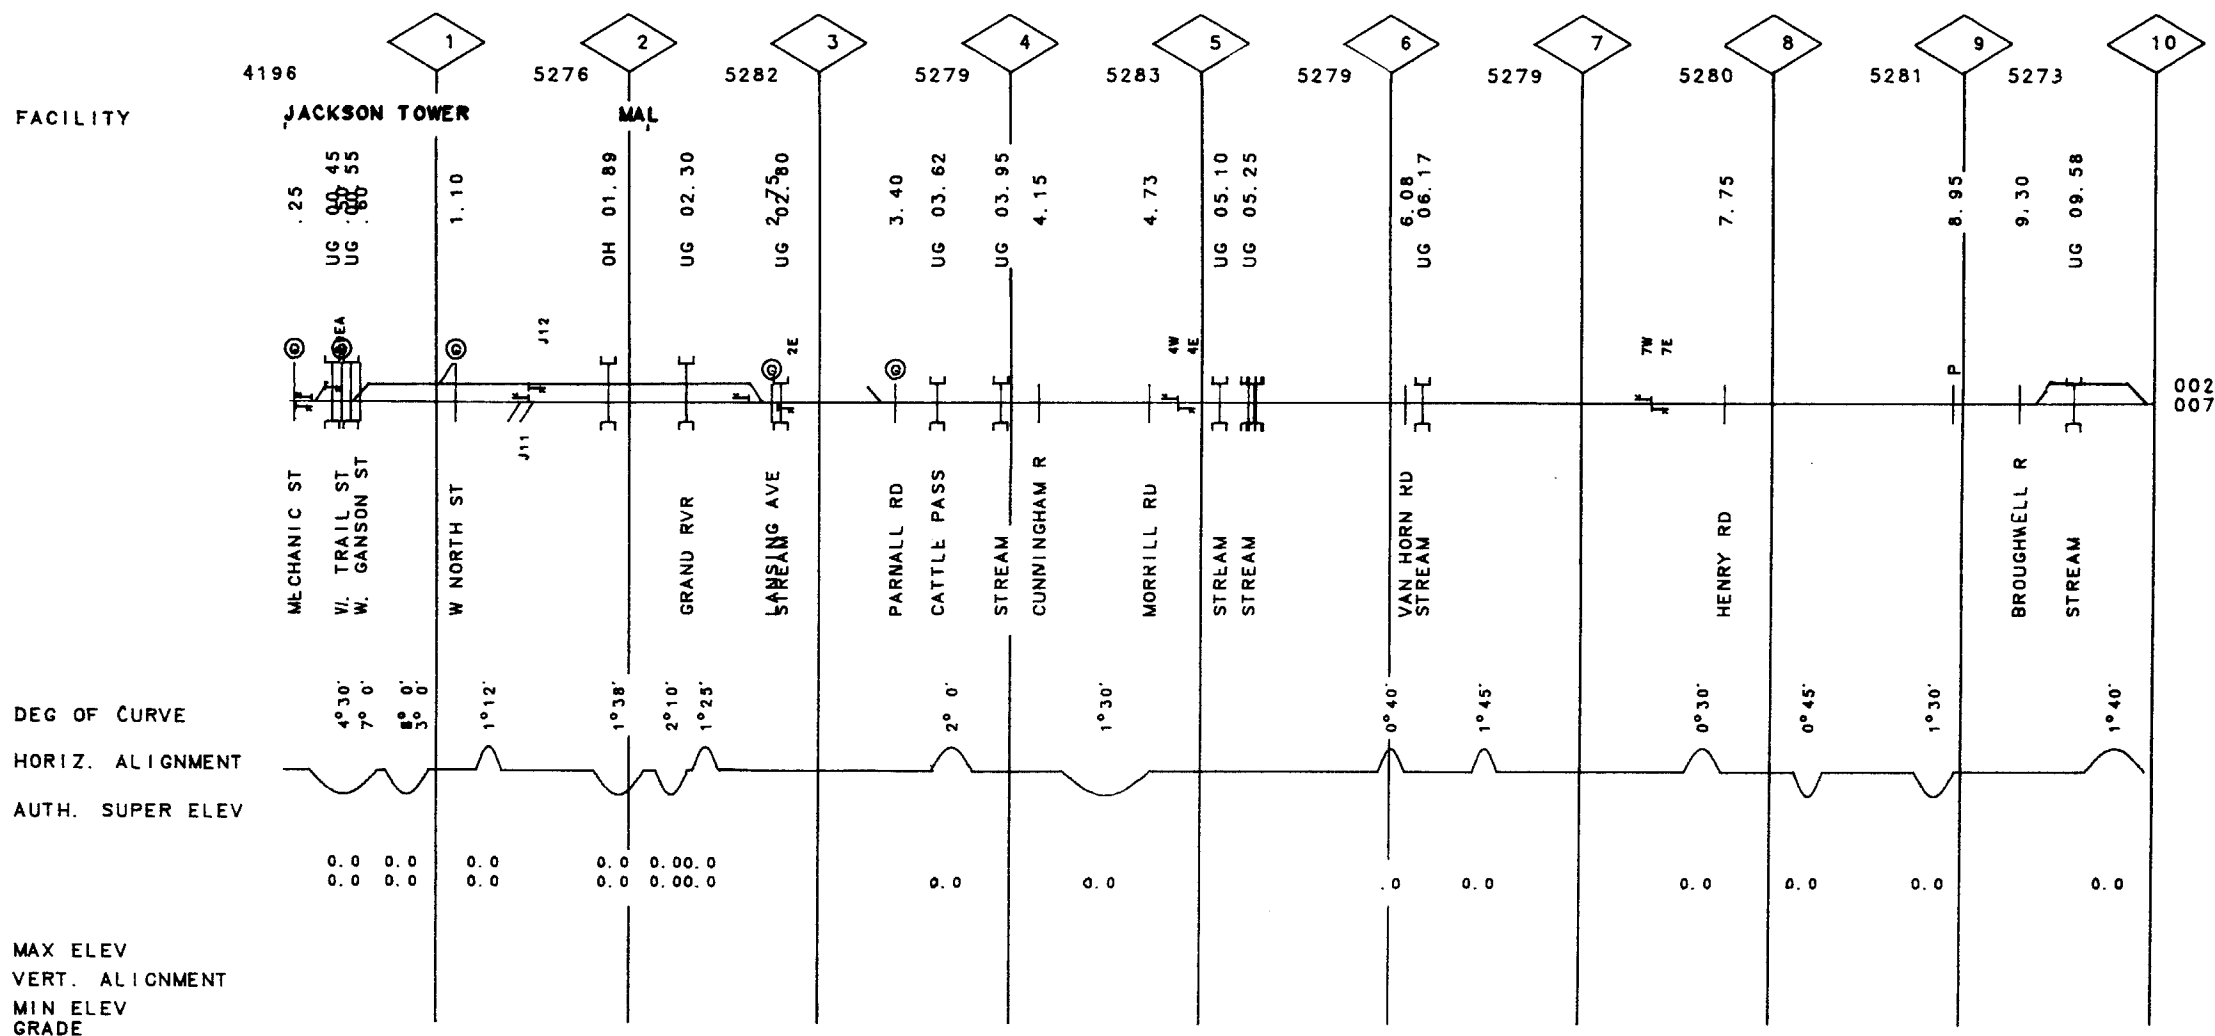 1 2 3 4 5 6 7 8 9 10
4196 5276 5282 5279 5283 5279 5279 5280 5281 5273
FACILITY
JACKSON TOWER
MAL
.25
UG 00.45
UG .00.55
.60
1.10
OH 01.89
UG 02.30
2.75
UG 02.80
3.40
UG 03.62
UG 03.95
4.15
4.73
UG 05.10
UG 05.25
6.08
UG 06.17
7.75
8.95
9.30
UG 09.58
G
EA
G
G
J12
J11
G
2E
G
4W
4E
7W
7E
P
002
007
MECHANIC ST
W. TRAIL ST
W. GANSON ST
W NORTH ST
GRAND RVR
LANSING AVE
STREAM
PARNALL RD
CATTLE PASS
STREAM
CUNNINGHAM R
MORRILL RD
STREAM
STREAM
VAN HORN RD
STREAM
HENRY RD
BROUGHWELL R
STREAM
DEG OF CURVE
4°30'
7° 0'
8° 0'
3° 0'
1°12'
1°38'
2°10'
1°25'
2° 0'
1°30'
0°40'
1°45'
0°30'
0°45'
1°30'
1°40'
HORIZ. ALIGNMENT
AUTH. SUPER ELEV
0.0 0.0 0.0 0.0 0.00.0
0.0 0.0 0.0 0.0 0.00.0 0.0 0.0 .0 0.0 0.0 0.0 0.0 0.0
MAX ELEV
VERT. ALIGNMENT
MIN ELEV
GRADE